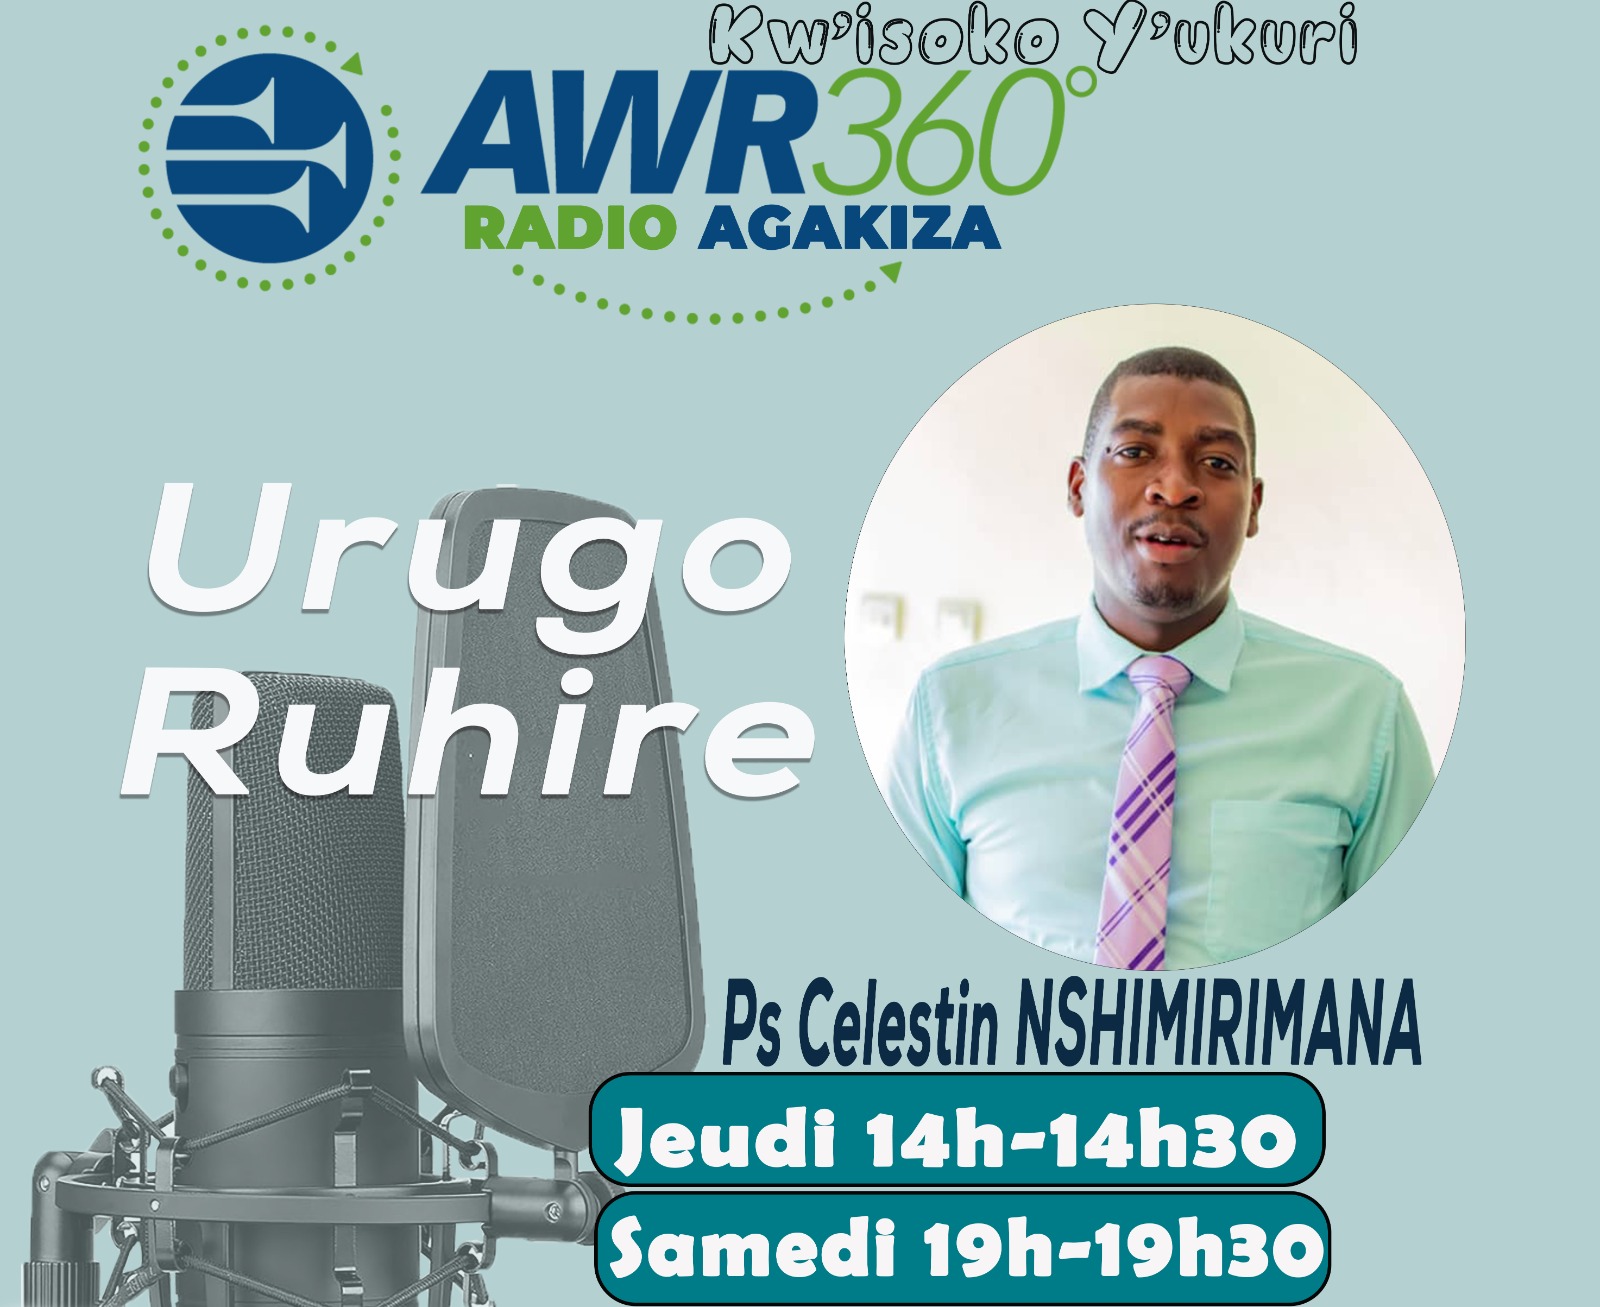 Kw'isoko Y'ukuri
AWR360°
RADIO AGAKIZA
Urugo
Ruhire
Ps Celestin NSHIMIRIMANA
Jeudi 14h-14h30
Samedi 19h-19h30